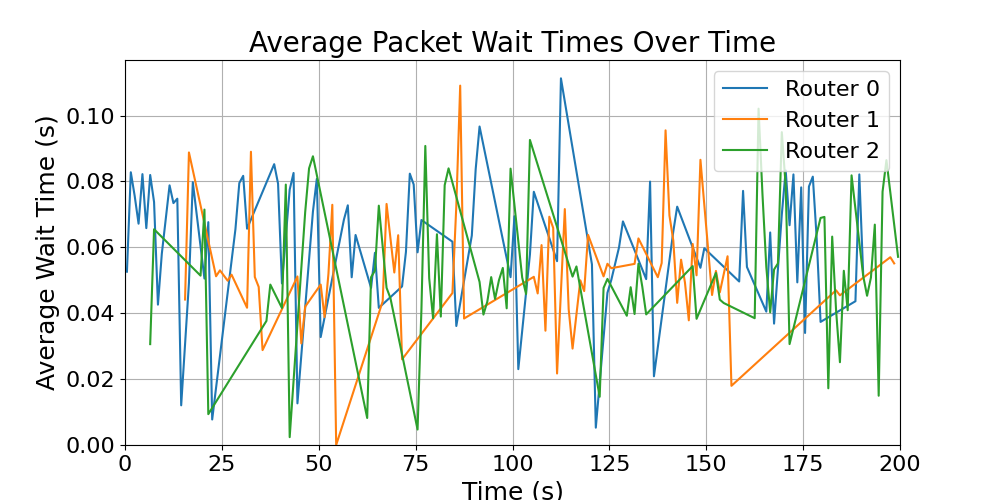 Average Packet Wait Times Over Time
Average Wait Time (s)
0.10
0.08
0.06
0.04
0.02
0.00
Router 0
Router 1
Router 2
0 25 50 75 100 125 150 175 200
Time (s)